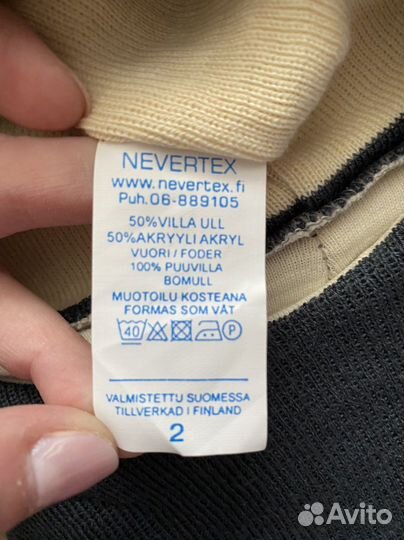 NEVERTEX
www.nevertex.fi
Puh.06-889105
50%VILLA ULL
50%AKRYYLI AKRYL
VUORI/FODER
100% PUUVILLA
BOMULL
MUOTOILU KOSTEANA
FORMAS SOM VÅT
40 P
VALMISTETTU SUOMESSA
TILLVERKAD I FINLAND
2
Avito